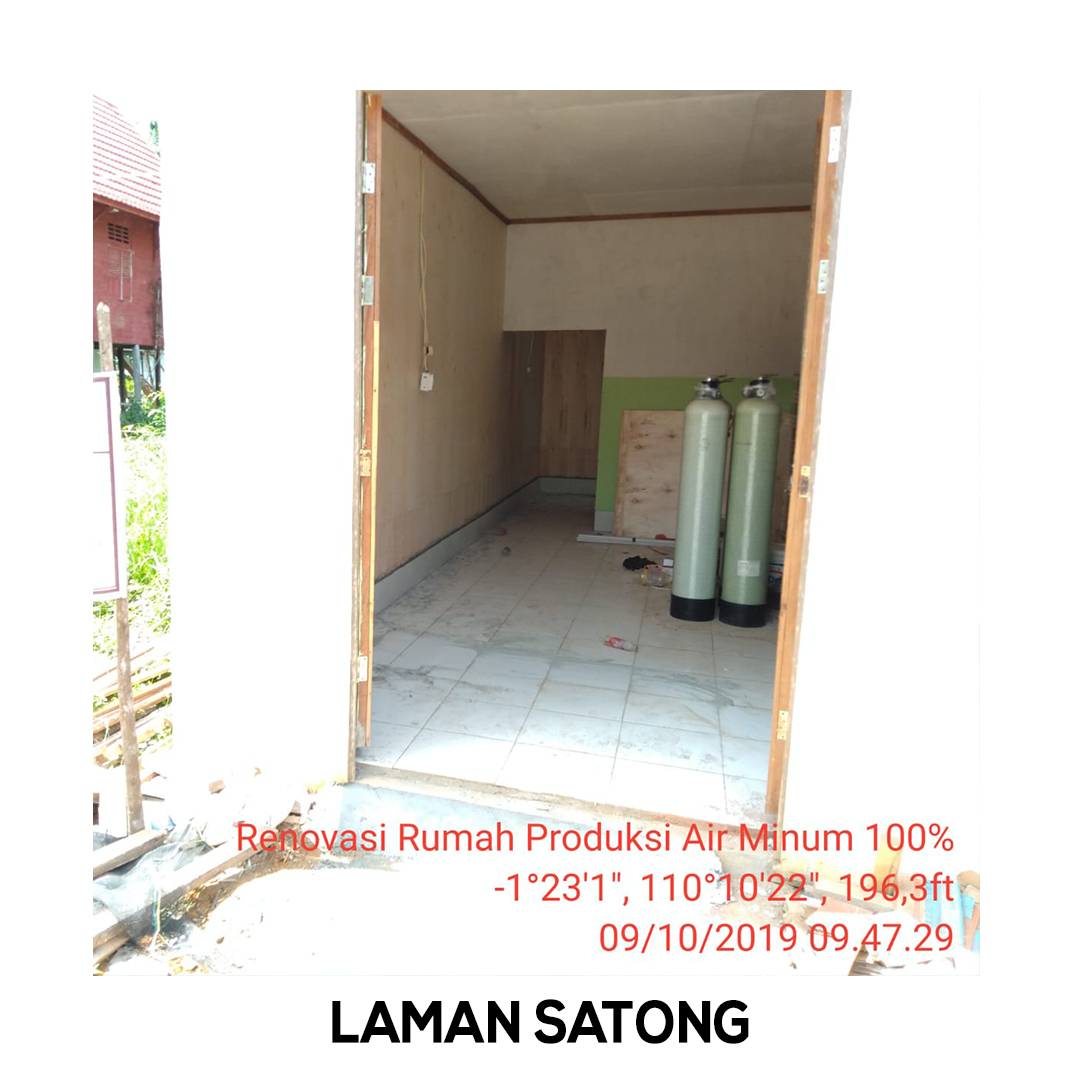 Renovasi Rumah Produksi Air Minum 100%
-1°23'1", 110°10'22", 196,3ft
09/10/2019 09.47.29
LAMAN SATONG